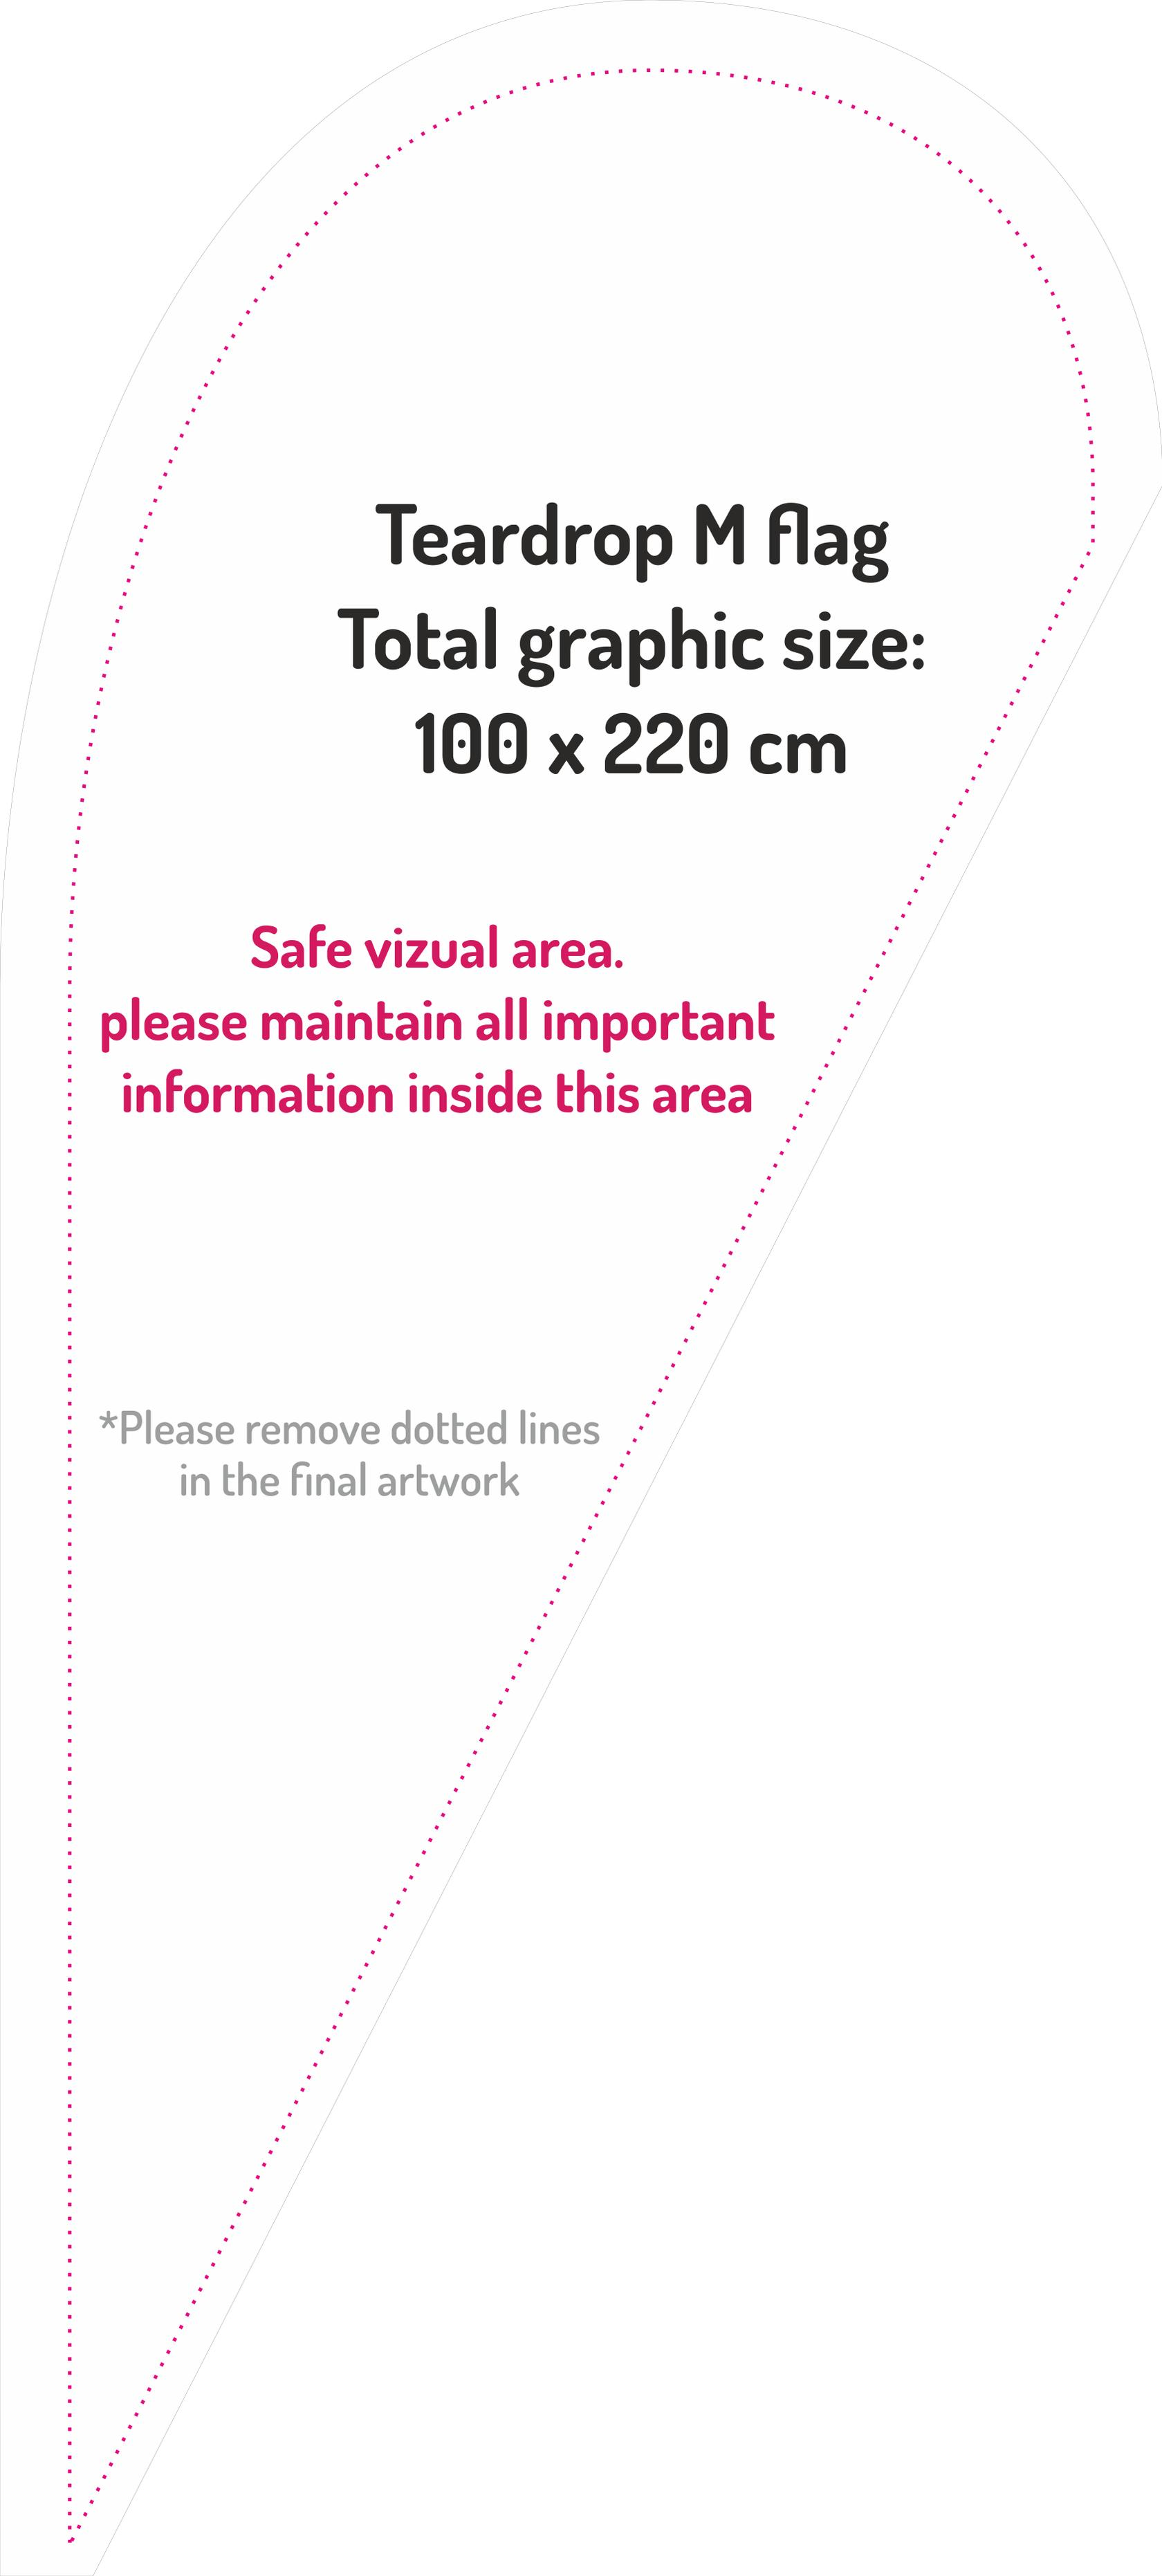 Teardrop M flag
Total graphic size:
100 x 220 cm
Safe vizual area.
please maintain all important
information inside this area
*Please remove dotted lines
in the final artwork